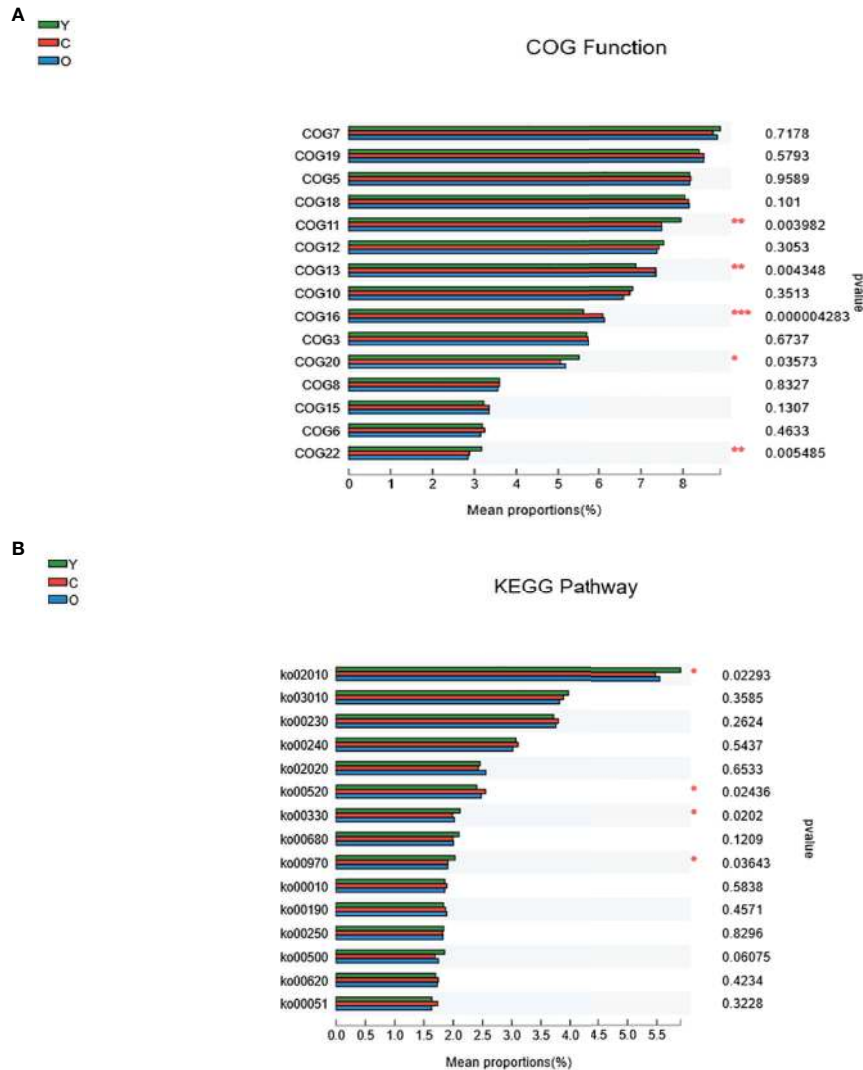 A
Y
C
O
COG Function
COG7 0.7178
COG19 0.5793
COG5 0.9589
COG18 0.101
COG11 ** 0.003982
COG12 0.3053
COG13 ** 0.004348
COG10 0.3513
COG16 *** 0.000004283
COG3 0.6737
COG20 * 0.03573
COG8 0.8327
COG15 0.1307
COG6 0.4633
COG22 ** 0.005485
pvalue
0 1 2 3 4 5 6 7 8
Mean proportions(%)
B
Y
C
O
KEGG Pathway
ko02010 * 0.02293
ko03010 0.3585
ko00230 0.2624
ko00240 0.5437
ko02020 0.6533
ko00520 * 0.02436
ko00330 * 0.0202
ko00680 0.1209
ko00970 * 0.03643
ko00010 0.5838
ko00190 0.4571
ko00250 0.8296
ko00500 0.06075
ko00620 0.4234
ko00051 0.3228
pvalue
0.0 0.5 1.0 1.5 2.0 2.5 3.0 3.5 4.0 4.5 5.0 5.5
Mean proportions(%)